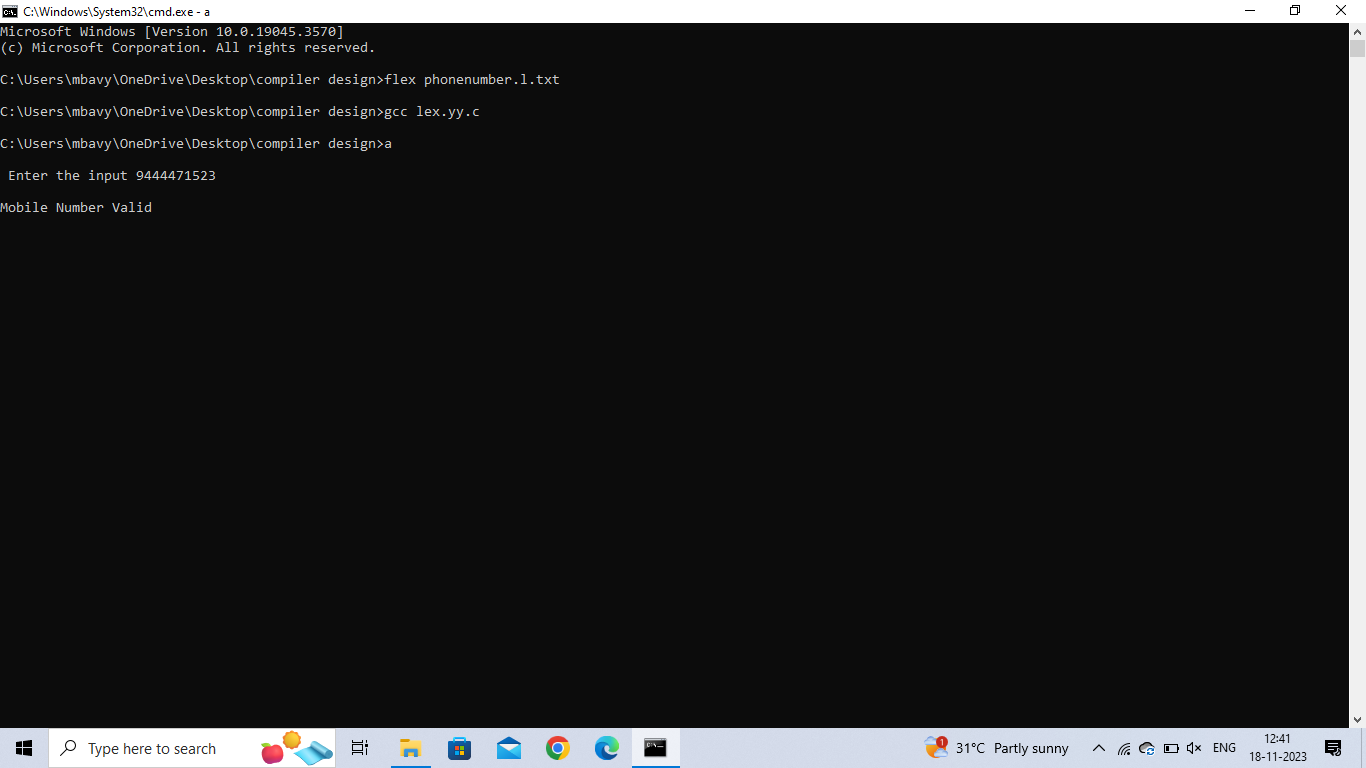 C:\Windows\System32\cmd.exe - a
Microsoft Windows [Version 10.0.19045.3570]
(c) Microsoft Corporation. All rights reserved.
C:\Users\mbavy\OneDrive\Desktop\compiler design>flex phonenumber.l.txt
C:\Users\mbavy\OneDrive\Desktop\compiler design>gcc lex.yy.c
C:\Users\mbavy\OneDrive\Desktop\compiler design>a
Enter the input 9444471523
Mobile Number Valid
Type here to search
1
31°C Partly sunny
ENG
12:41
18-11-2023